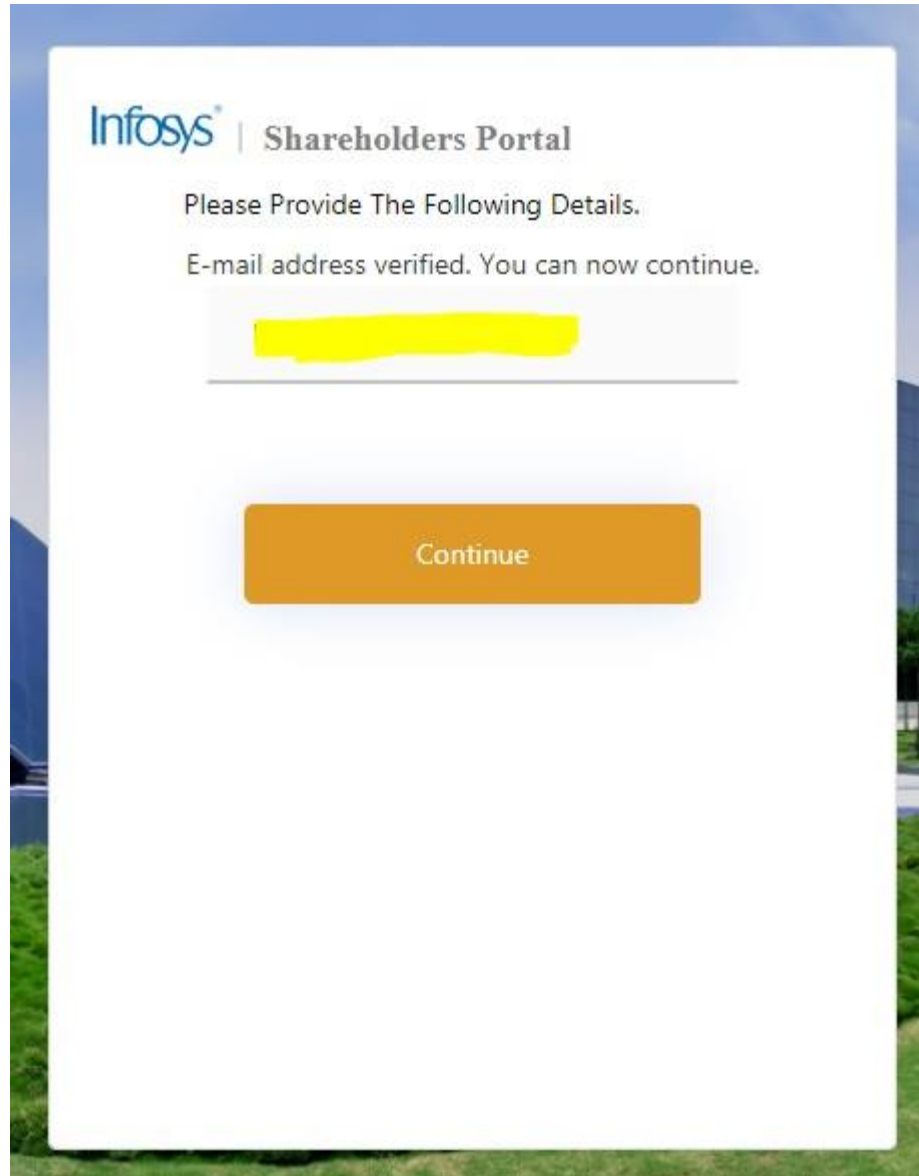 Infosys® | Shareholders Portal
Please Provide The Following Details.
E-mail address verified. You can now continue.
Continue